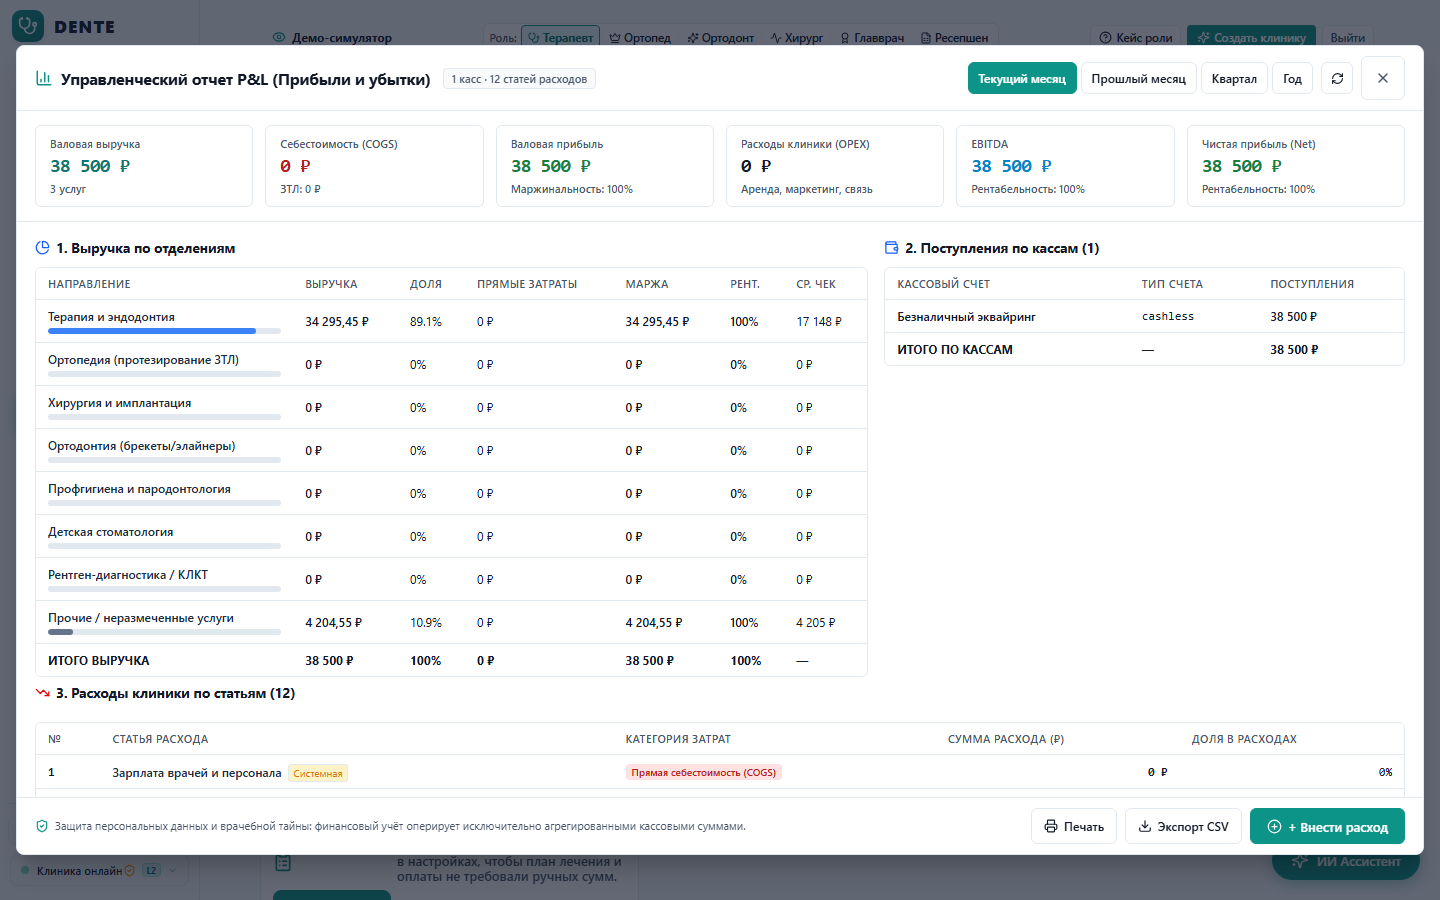 DENTE
Демо-симулятор
Роль:
Терапевт
Ортопед
Ортодонт
Хирург
Главврач
Ресепшен
Кейс роли
Создать клинику
Выйти
Управленческий отчет P&L (Прибыли и убытки)
1 касс · 12 статей расходов
Текущий месяц
Прошлый месяц
Квартал
Год
Валовая выручка
38 500 ₽
3 услуг
Себестоимость (COGS)
0 ₽
ЗТЛ: 0 ₽
Валовая прибыль
38 500 ₽
Маржинальность: 100%
Расходы клиники (OPEX)
0 ₽
Аренда, маркетинг, связь
EBITDA
38 500 ₽
Рентабельность: 100%
Чистая прибыль (Net)
38 500 ₽
Рентабельность: 100%
1. Выручка по отделениям
НАПРАВЛЕНИЕ ВЫРУЧКА ДОЛЯ ПРЯМЫЕ ЗАТРАТЫ МАРЖА РЕНТ. СР. ЧЕК
Терапия и эндодонтия 34 295,45 ₽ 89.1% 0 ₽ 34 295,45 ₽ 100% 17 148 ₽
Ортопедия (протезирование ЗТЛ) 0 ₽ 0% 0 ₽ 0 ₽ 0% 0 ₽
Хирургия и имплантация 0 ₽ 0% 0 ₽ 0 ₽ 0% 0 ₽
Ортодонтия (брекеты/элайнеры) 0 ₽ 0% 0 ₽ 0 ₽ 0% 0 ₽
Профгигиена и пародонтология 0 ₽ 0% 0 ₽ 0 ₽ 0% 0 ₽
Детская стоматология 0 ₽ 0% 0 ₽ 0 ₽ 0% 0 ₽
Рентген-диагностика / КЛКТ 0 ₽ 0% 0 ₽ 0 ₽ 0% 0 ₽
Прочие / неразмеченные услуги 4 204,55 ₽ 10.9% 0 ₽ 4 204,55 ₽ 100% 4 205 ₽
ИТОГО ВЫРУЧКА 38 500 ₽ 100% 0 ₽ 38 500 ₽ 100% —
2. Поступления по кассам (1)
КАССОВЫЙ СЧЕТ ТИП СЧЕТА ПОСТУПЛЕНИЯ
Безналичный эквайринг cashless 38 500 ₽
ИТОГО ПО КАССАМ — 38 500 ₽
3. Расходы клиники по статьям (12)
№ СТАТЬЯ РАСХОДА КАТЕГОРИЯ ЗАТРАТ СУММА РАСХОДА (₽) ДОЛЯ В РАСХОДАХ
1 Зарплата врачей и персонала Системная Прямая себестоимость (COGS) 0 ₽ 0%
Защита персональных данных и врачебной тайны: финансовый учёт оперирует исключительно агрегированными кассовыми суммами.
Печать
Экспорт CSV
+ Внести расход
Клиника онлайн
L2
в настройках, чтобы план лечения и
оплаты не требовали ручных сумм.
ИИ Ассистент